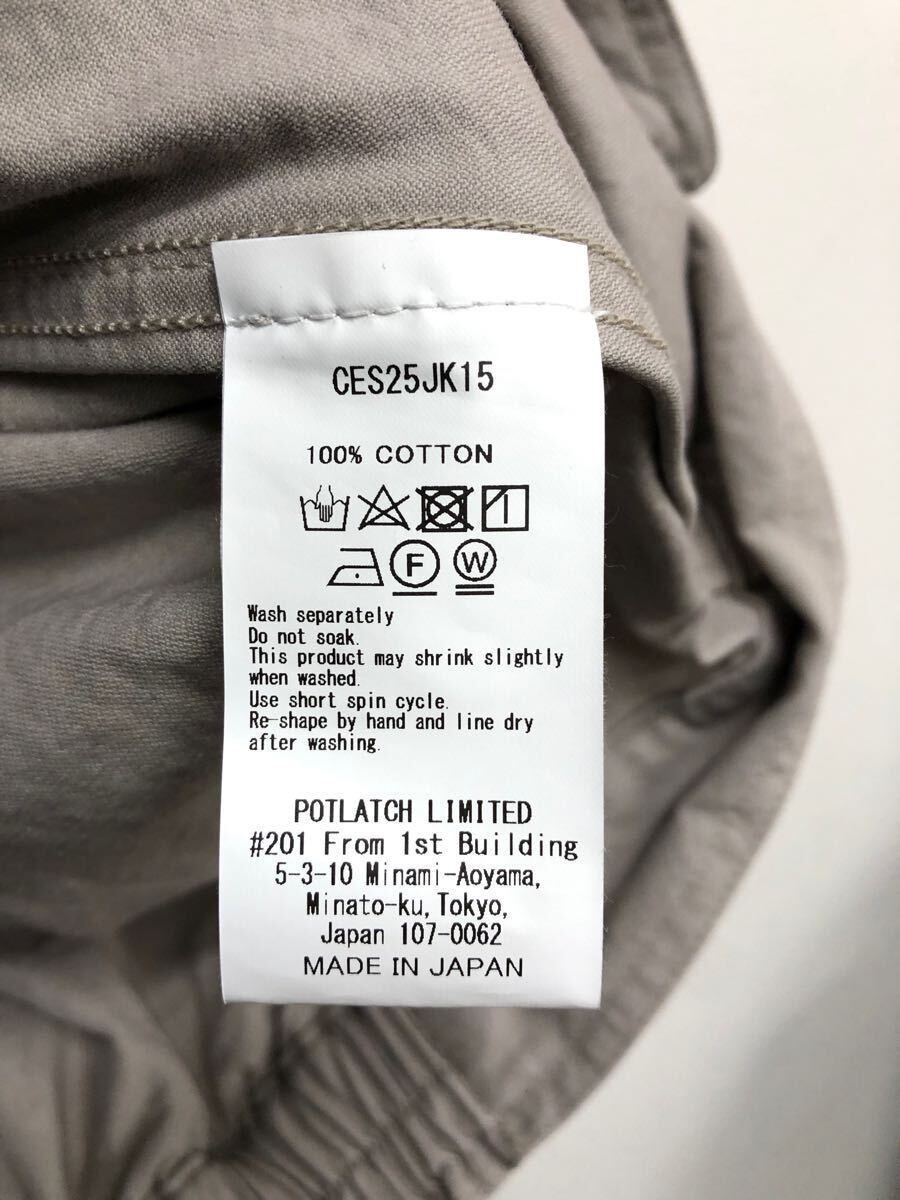 CES25JK15
100% COTTON
F W
Wash separately
Do not soak.
This product may shrink slightly
when washed.
Use short spin cycle.
Re-shape by hand and line dry
after washing.
POTLATCH LIMITED
#201 From 1st Building
5-3-10 Minami-Aoyama,
Minato-ku, Tokyo,
Japan 107-0062
MADE IN JAPAN